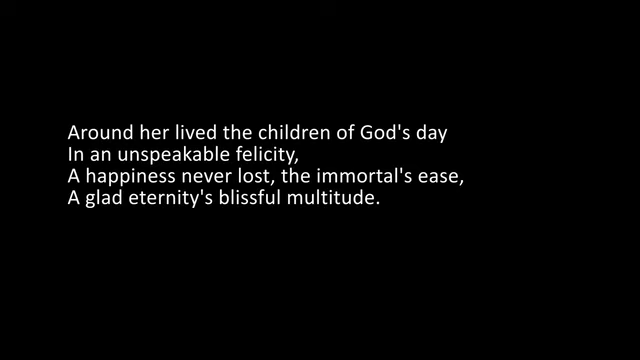 Around her lived the children of God's day
In an unspeakable felicity,
A happiness never lost, the immortal's ease,
A glad eternity's blissful multitude.